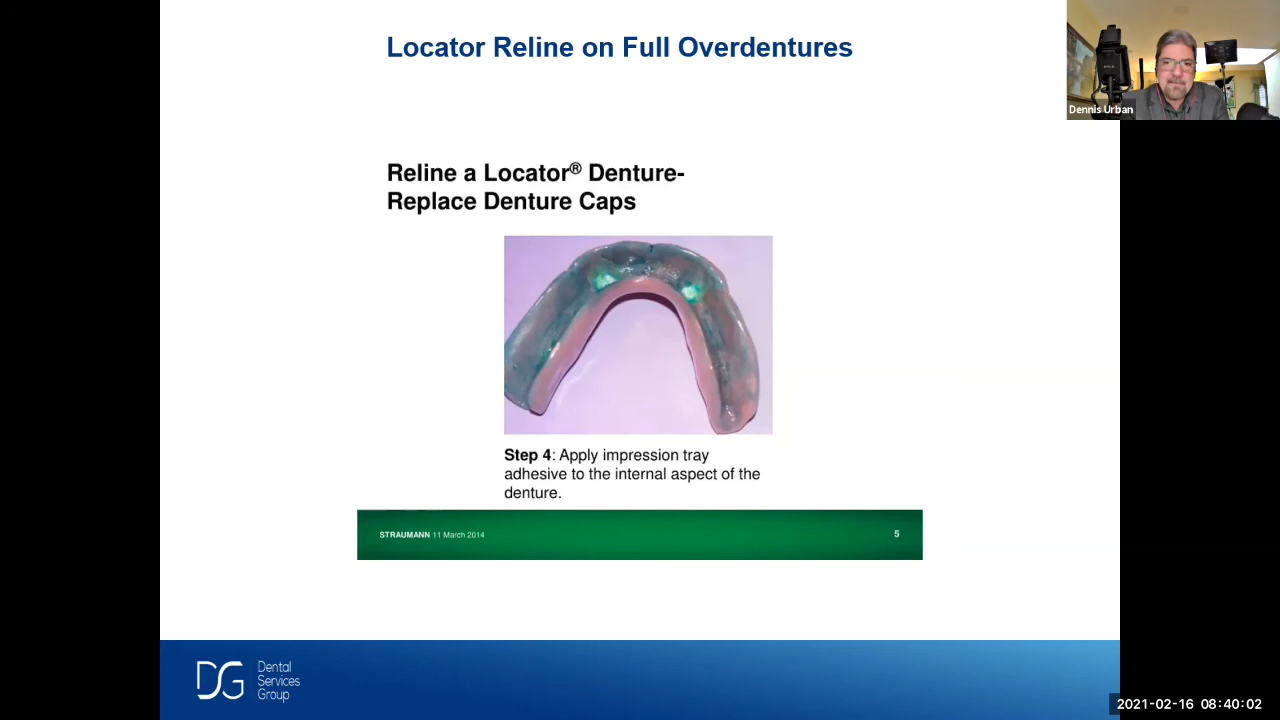 Locator Reline on Full Overdentures
Dennis Urban
Reline a Locator® Denture-
Replace Denture Caps
Step 4: Apply impression tray
adhesive to the internal aspect of the
denture.
STRAUMANN 11 March 2014
5
DSG
Dental
Services
Group
2021-02-16 08:40:02